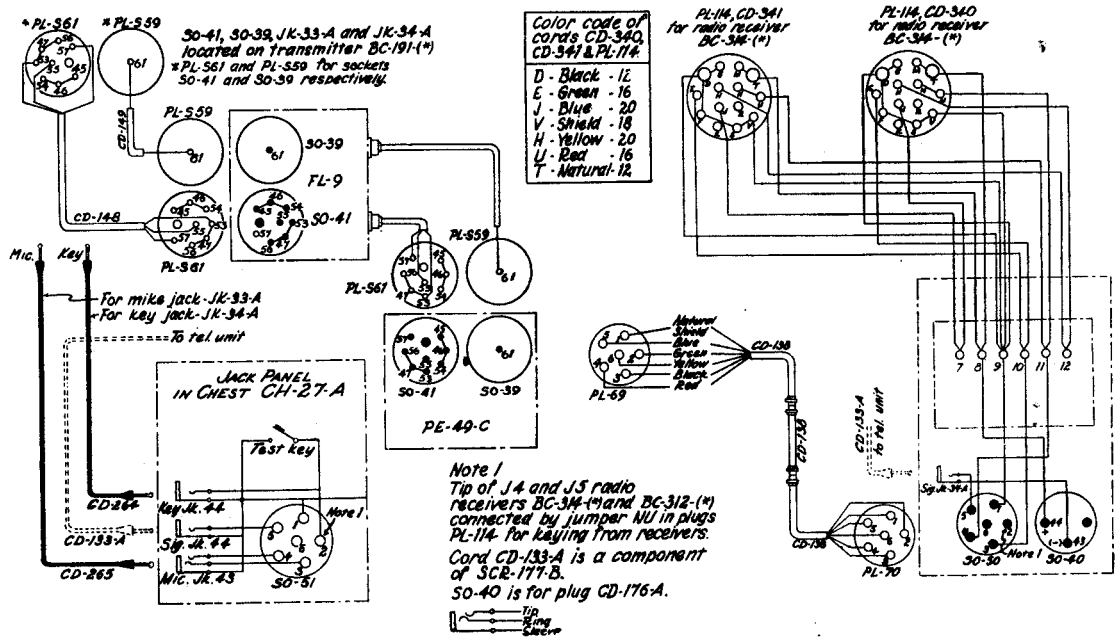 * PL-S61
* PL-S59
SO-41, SO-39, JK-33-A and JK-34-A
located on transmitter BC-191-(*)
*PL-S61 and PL-S59 for sockets
SO-41 and SO-39 respectively.
Color code of
cords CD-340,
CD-341 & PL-114.
D - Black - 12
E - Green - 16
J - Blue - 20
V - Shield - 18
H - Yellow - 20
U - Red - 16
T - Natural - 12
PL-114, CD-341
for radio receiver
BC-314-(*)
PL-114, CD-340
for radio receiver
BC-314-(*)
61
CD-149
PL-S59
61
SO-39
61
FL-9
SO-41
CD-148
PL-S61
PL-S59
61
PL-S61
Mic.
Key
For mike jack-JK-33-A
For key jack-JK-34-A
To tel. unit
JACK PANEL
IN CHEST CH-27-A
Test key
SO-41
SO-39
61
PE-49-C
Natural
Shield
Blue
Green
Yellow
Black
Red
CD-138
PL-69
CD-138
CD-138
PL-70
7 8 9 10 11 12
CD-133-A
to tel. unit
Sig. Jk-34-A
44
43
Note 1
SO-50
SO-40
Note 1
Tip of J4 and J5 radio
receivers BC-314-(*) and BC-312-(*)
connected by jumper NU in plugs
PL-114- for keying from receivers.
Cord CD-133-A is a component
of SCR-177-B.
SO-40 is for plug CD-176-A.
Tip
Ring
Sleeve
CD-264
Key Jk. 44
Note 1
CD-133-A
Sig. Jk. 44
CD-265
Mic. Jk. 43
SO-51